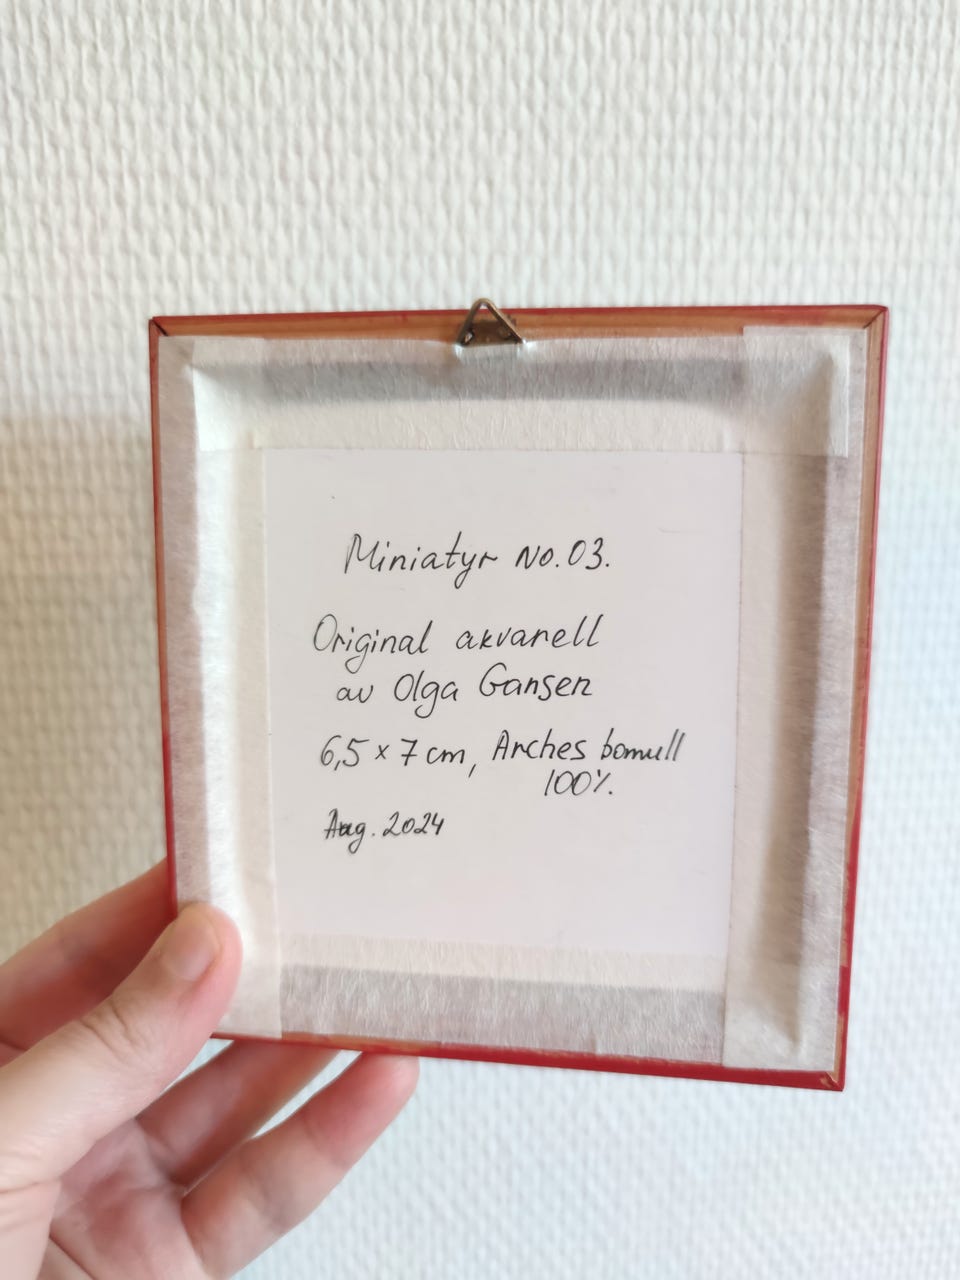 Miniatyr No.03.
Original akvarell
av Olga Gansen
6,5 × 7 cm, Arches bomull
100%.
Aug. 2024